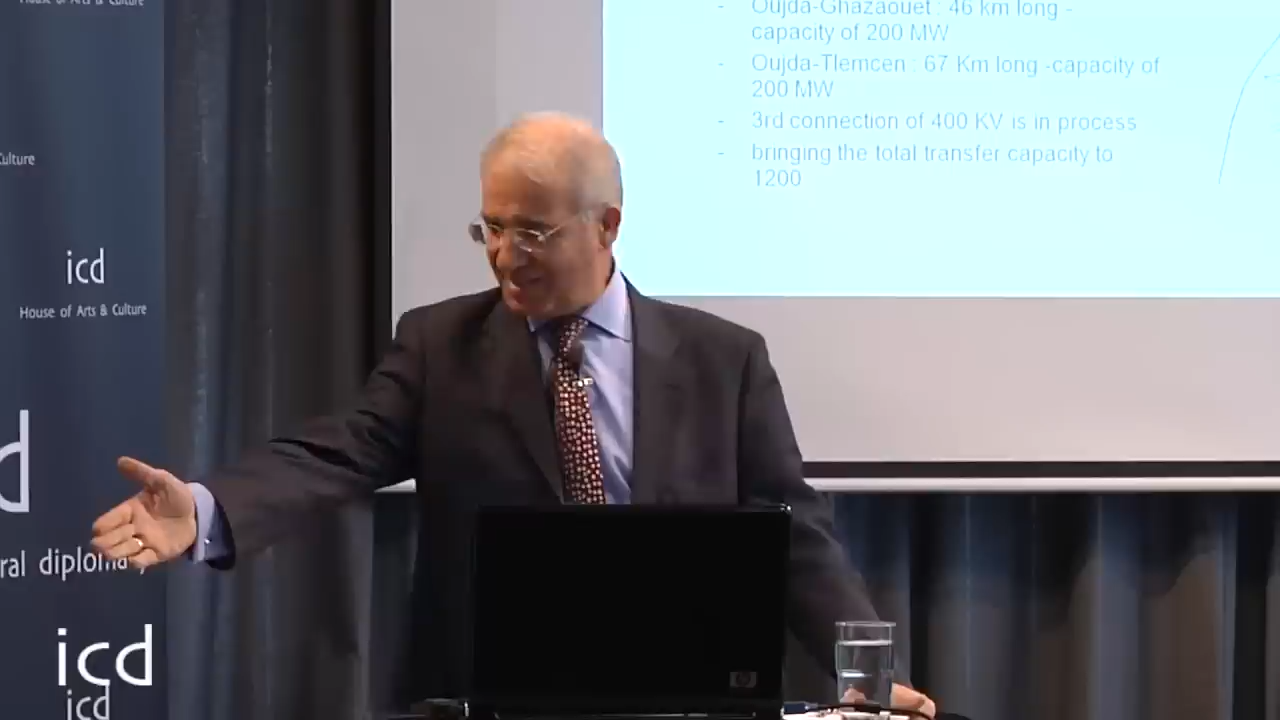 House of Arts & Culture
Culture
icd
House of Arts & Culture
d
ral diploma
icd
icd
- Oujda-Ghazaouet : 46 km long -
capacity of 200 MW
- Oujda-Tlemcen : 67 Km long -capacity of
200 MW
- 3rd connection of 400 KV is in process
- bringing the total transfer capacity to
1200
hp